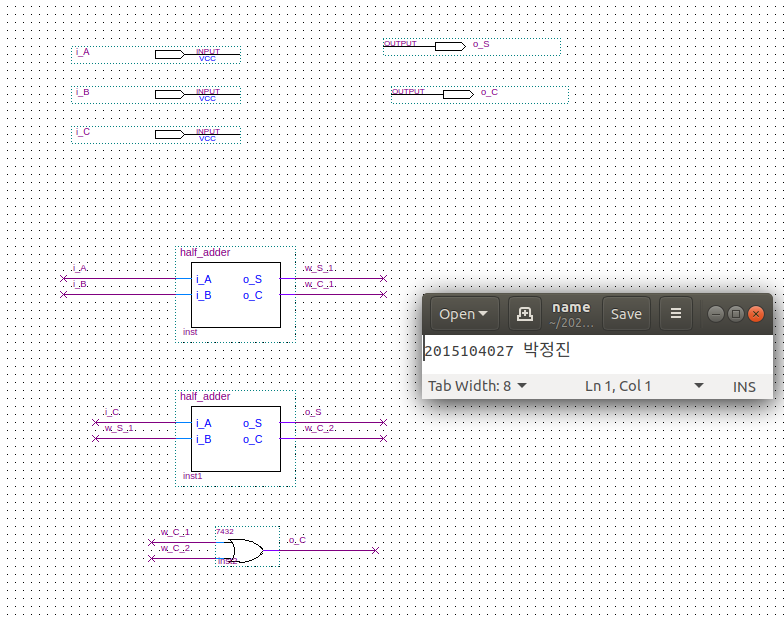 i_A INPUT
VCC
OUTPUT o_S
i_B INPUT
VCC
OUTPUT o_C
i_C INPUT
VCC
half_adder
i_A i_A o_S w_S_1
i_B i_B o_C w_C_1
inst
half_adder
i_C i_A o_S o_S
w_S_1 i_B o_C w_C_2
inst1
7432
w_C_1
w_C_2 o_C
inst2
Open name Save
~/202...
2015104027 박정진
Tab Width: 8 Ln 1, Col 1 INS